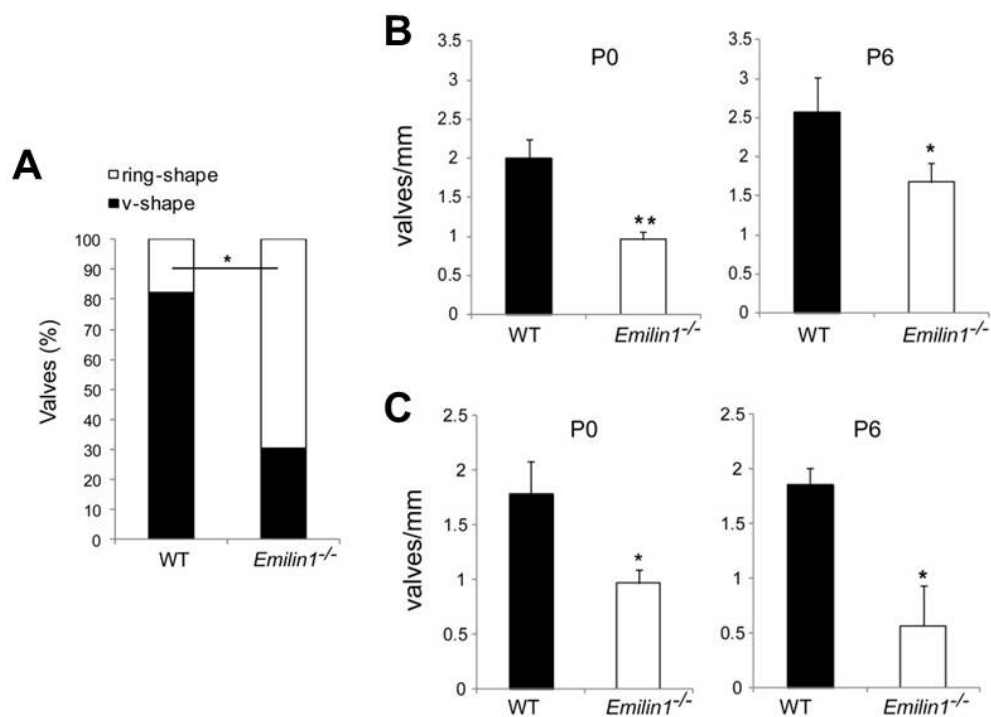 A
ring-shape
v-shape
Valves (%)
100
90
80
70
60
50
40
30
20
10
0
*
WT
Emilin1-/-
B
valves/mm
P0
3.5
3
2.5
2
1.5
1
0.5
0
**
WT
Emilin1-/-
P6
3.5
3
2.5
2
1.5
1
0.5
0
*
WT
Emilin1-/-
C
valves/mm
P0
2.5
2
1.5
1
0.5
0
*
WT
Emilin1-/-
P6
2.5
2
1.5
1
0.5
0
*
WT
Emilin1-/-